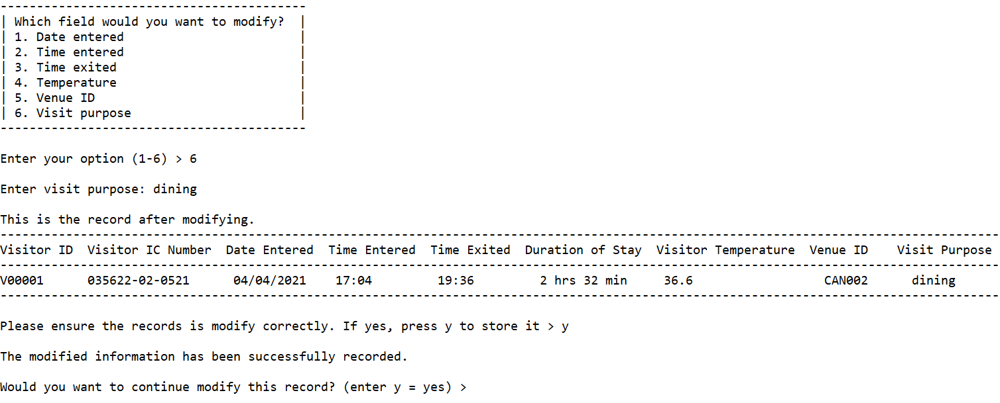 ------------------------------------------
| Which field would you want to modify?  |
| 1. Date entered                        |
| 2. Time entered                        |
| 3. Time exited                         |
| 4. Temperature                         |
| 5. Venue ID                            |
| 6. Visit purpose                       |
------------------------------------------
Enter your option (1-6) > 6
Enter visit purpose: dining
This is the record after modifying.
-----------------------------------------------------------------------------------------------------------------------------------------
Visitor ID  Visitor IC Number  Date Entered  Time Entered  Time Exited  Duration of Stay  Visitor Temperature  Venue ID    Visit Purpose
-----------------------------------------------------------------------------------------------------------------------------------------
V00001      035622-02-0521      04/04/2021    17:04         19:36         2 hrs 32 min     36.6                  CAN002      dining
-----------------------------------------------------------------------------------------------------------------------------------------
Please ensure the records is modify correctly. If yes, press y to store it > y
The modified information has been successfully recorded.
Would you want to continue modify this record? (enter y = yes) >